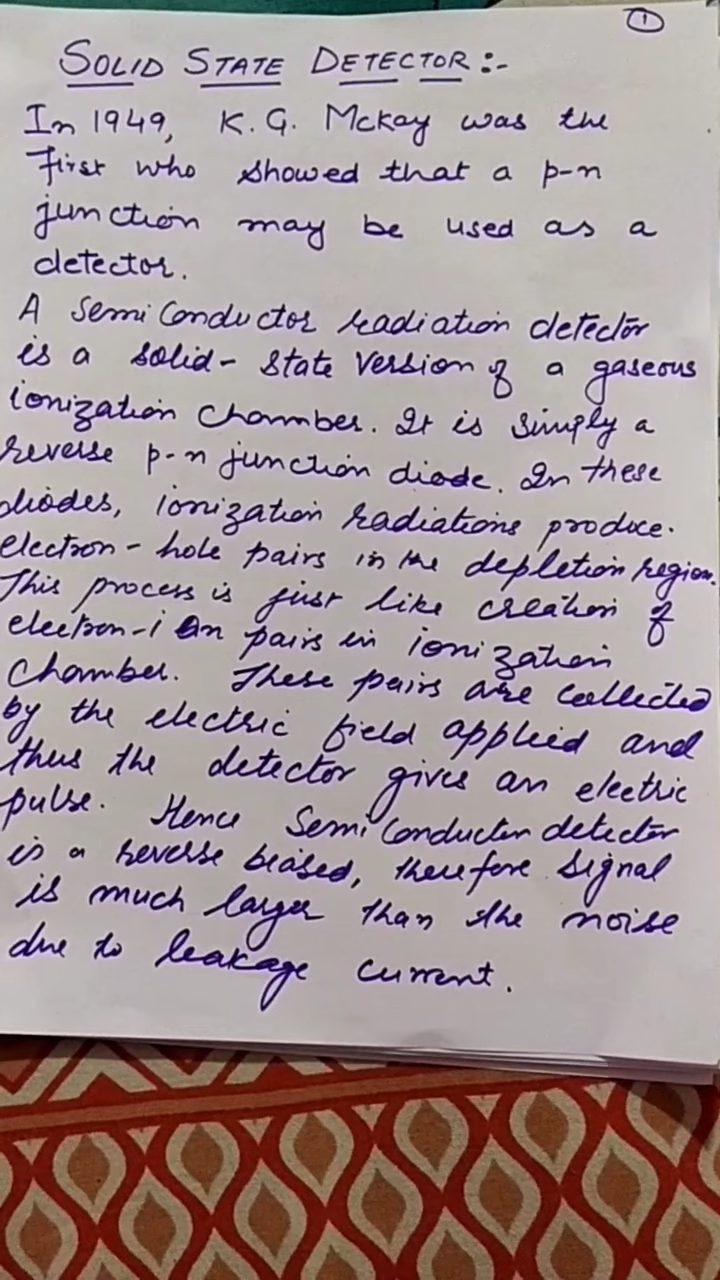 1
SOLID STATE DETECTOR :-
In 1949, K. G. Mckay was the
first who showed that a p-n
junction may be used as a
detector.
A Semi Conductor radiation detector
is a solid- state version of a gaseous
ionization chamber. It is simply a
reverse p-n junction diode. In these
diodes, ionization radiations produce.
electron-hole pairs in the depletion region.
This process is just like creation of
electron-ion pairs in ionization
Chamber. These pairs are collected
by the electric field applied and
thus the detector gives an electric
pulse. Hence Semi Conductor detector
is a reverse biased, therefore signal
is much larger than the noise
due to leakage current.